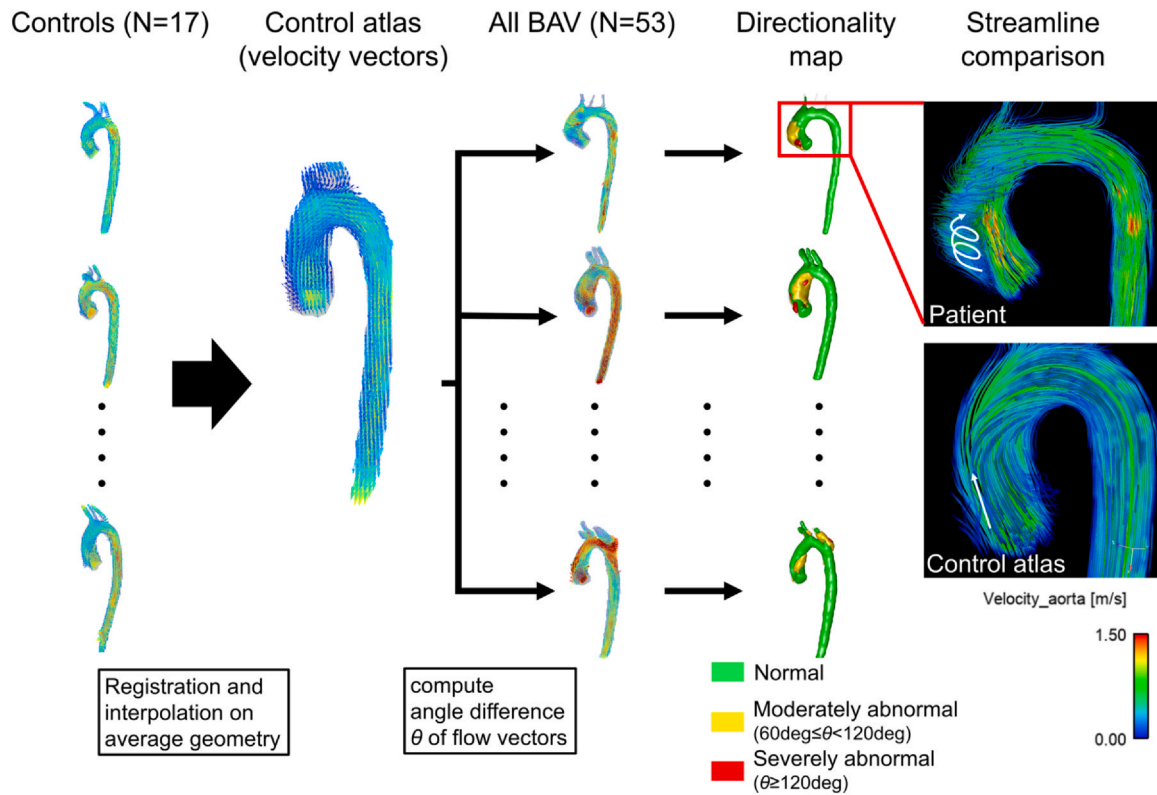 Controls (N=17)
Control atlas
(velocity vectors)
All BAV (N=53)
Directionality
map
Streamline
comparison
Patient
Control atlas
Velocity_aorta [m/s]
1.50
0.00
Registration and
interpolation on
average geometry
compute
angle difference
θ of flow vectors
Normal
Moderately abnormal
(60deg≤θ<120deg)
Severely abnormal
(θ≥120deg)